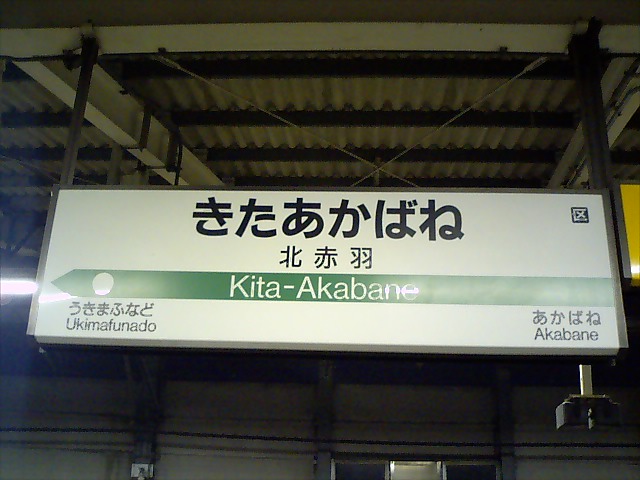 きたあかばね
区
北赤羽
Kita-Akabane
うきまふなど
Ukimafunado
あかばね
Akabane